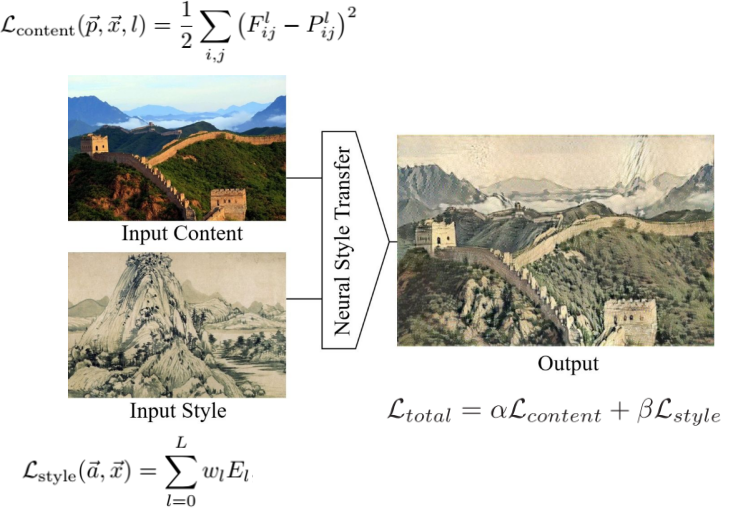 $\mathcal{L}_{\text{content}}(\vec{p}, \vec{x}, l) = \frac{1}{2} \sum_{i,j} \left( F_{ij}^{l} - P_{ij}^{l} \right)^2$
Input Content
Neural Style Transfer
Input Style
Output
$\mathcal{L}_{total} = \alpha \mathcal{L}_{content} + \beta \mathcal{L}_{style}$
$\mathcal{L}_{\text{style}}(\vec{a}, \vec{x}) = \sum_{l=0}^{L} w_l E_l$